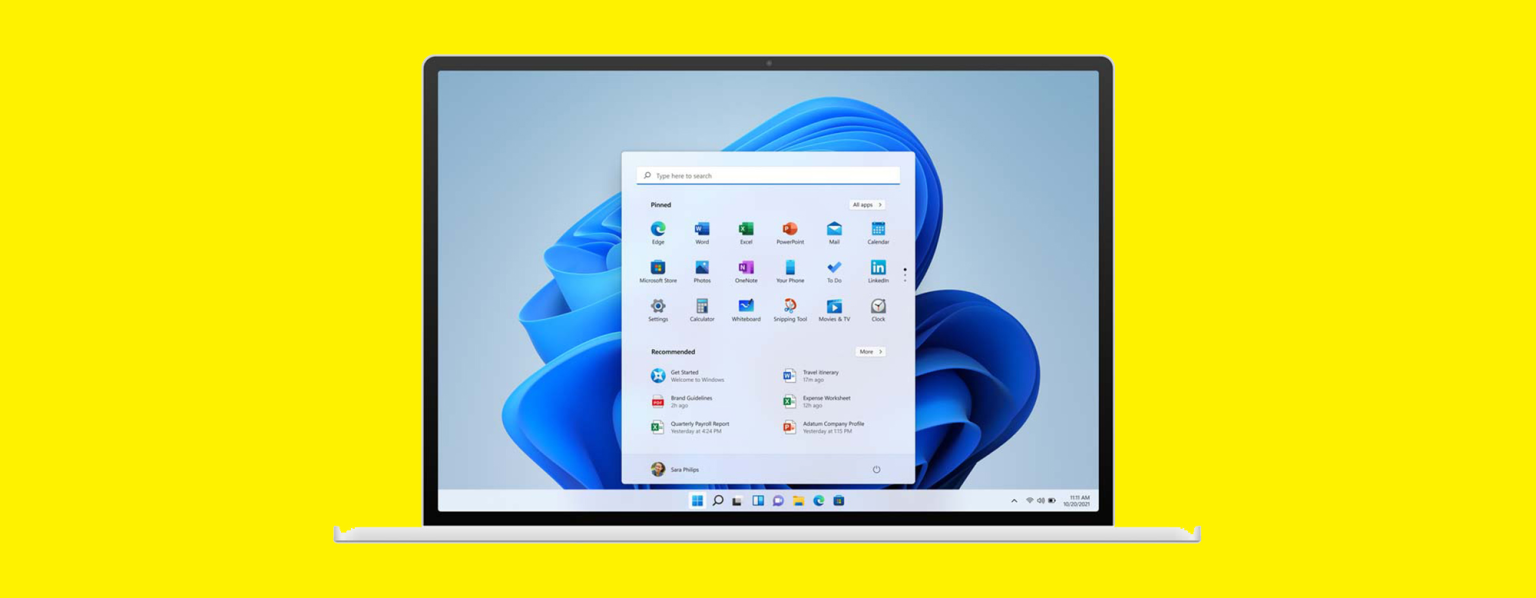 Type here to search
Pinned
All apps >
Edge
Word
Excel
PowerPoint
Mail
Calendar
Microsoft Store
Photos
OneNote
Your Phone
To Do
LinkedIn
Settings
Calculator
Whiteboard
Snipping Tool
Movies & TV
Clock
Recommended
More >
Get Started
Welcome to Windows
Travel itinerary
17m ago
Brand Guidelines
2h ago
Expense Worksheet
12h ago
Quarterly Payroll Report
Yesterday at 4:24 PM
Adatum Company Profile
Yesterday at 1:15 PM
Sara Philips
11:11 AM
10/20/2021